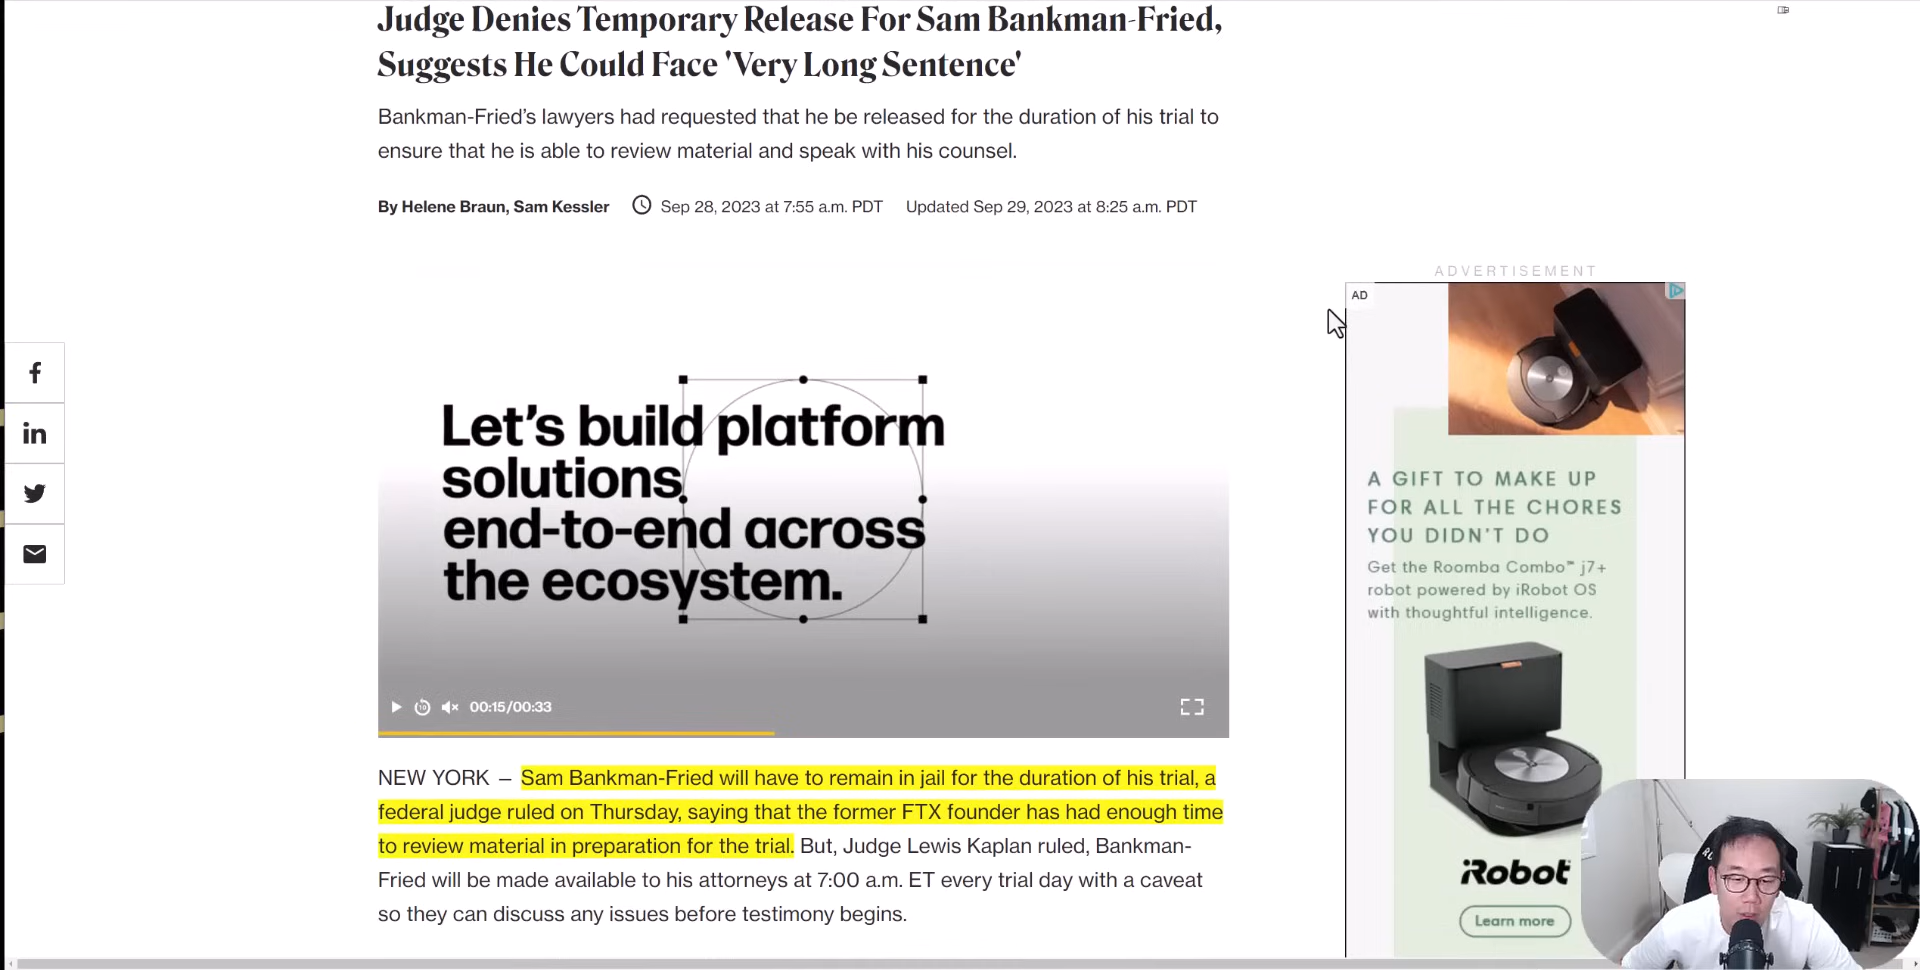 Judge Denies Temporary Release For Sam Bankman-Fried,
Suggests He Could Face 'Very Long Sentence'
Bankman-Fried’s lawyers had requested that he be released for the duration of his trial to
ensure that he is able to review material and speak with his counsel.
By Helene Braun, Sam Kessler Sep 28, 2023 at 7:55 a.m. PDT Updated Sep 29, 2023 at 8:25 a.m. PDT
ADVERTISEMENT
AD
f
in
Let’s build platform
solutions
end-to-end across
the ecosystem.
10
00:15/00:33
A GIFT TO MAKE UP
FOR ALL THE CHORES
YOU DIDN'T DO
Get the Roomba Combo™ j7+
robot powered by iRobot OS
with thoughtful intelligence.
iRobot
Learn more
NEW YORK – Sam Bankman-Fried will have to remain in jail for the duration of his trial, a
federal judge ruled on Thursday, saying that the former FTX founder has had enough time
to review material in preparation for the trial. But, Judge Lewis Kaplan ruled, Bankman-
Fried will be made available to his attorneys at 7:00 a.m. ET every trial day with a caveat
so they can discuss any issues before testimony begins.